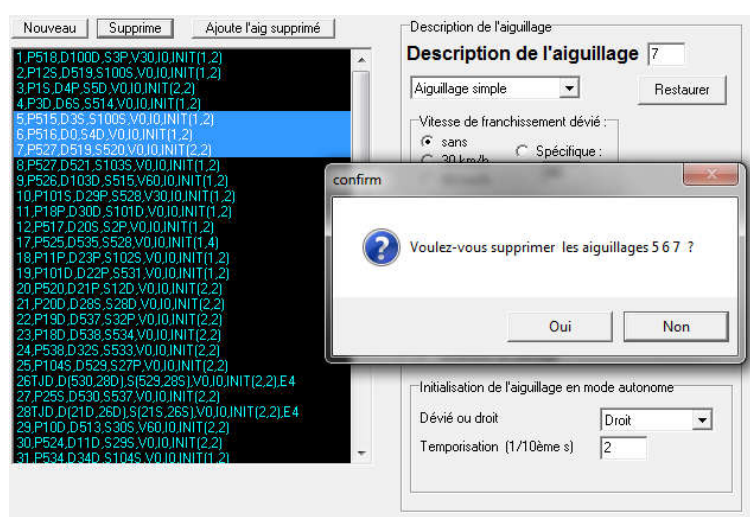 Nouveau Supprime Ajoute l'aig supprimé
1,P518,D100D,S3P,V30,I0,INIT(1,2)
2,P12S,D519,S100S,V0,I0,INIT(1,2)
3,P1S,D4P,S5D,V0,I0,INIT(2,2)
4,P3D,D6S,S514,V0,I0,INIT(1,2)
5,P515,D3S,S100S,V0,I0,INIT(1,2)
6,P516,D0,S4D,V0,I0,INIT(1,2)
7,P527,D519,S520,V0,I0,INIT(2,2)
8,P527,D521,S103S,V0,I0,INIT(1,2)
9,P526,D103D,S515,V60,I0,INIT(1,2)
10,P101S,D29P,S528,V30,I0,INIT(1,2)
11,P18P,D30D,S101D,V0,I0,INIT(1,2)
12,P517,D20S,S2P,V0,I0,INIT(1,2)
17,P525,D535,S528,V0,I0,INIT(1,4)
18,P11P,D23P,S102S,V0,I0,INIT(1,2)
19,P101D,D22P,S531,V0,I0,INIT(1,2)
20,P520,D21P,S12D,V0,I0,INIT(2,2)
21,P20D,D28S,S28D,V0,I0,INIT(2,2)
22,P19D,D537,S32P,V0,I0,INIT(2,2)
23,P18D,D538,S534,V0,I0,INIT(2,2)
24,P538,D32S,S533,V0,I0,INIT(2,2)
25,P104S,D529,S27P,V0,I0,INIT(2,2)
26TJD,D(530,28D),S(529,28S),V0,I0,INIT(2,2),E4
27,P25S,D530,S537,V0,I0,INIT(2,2)
28TJD,D(21D,26D),S(21S,26S),V0,I0,INIT(2,2),E4
29,P10D,D513,S30S,V60,I0,INIT(2,2)
30,P524,D11D,S29S,V0,I0,INIT(2,2)
31,P534,D34D,S104S,V0,I0,INIT(1,2)
Description de l'aiguillage
Description de l'aiguillage 7
Aiguillage simple Restaurer
Vitesse de franchissement dévié :
sans
30 km/h Spécifique :
confirm
Voulez-vous supprimer les aiguillages 5 6 7 ?
Oui Non
Initialisation de l'aiguillage en mode autonome
Dévié ou droit Droit
Temporisation (1/10ème s) 2